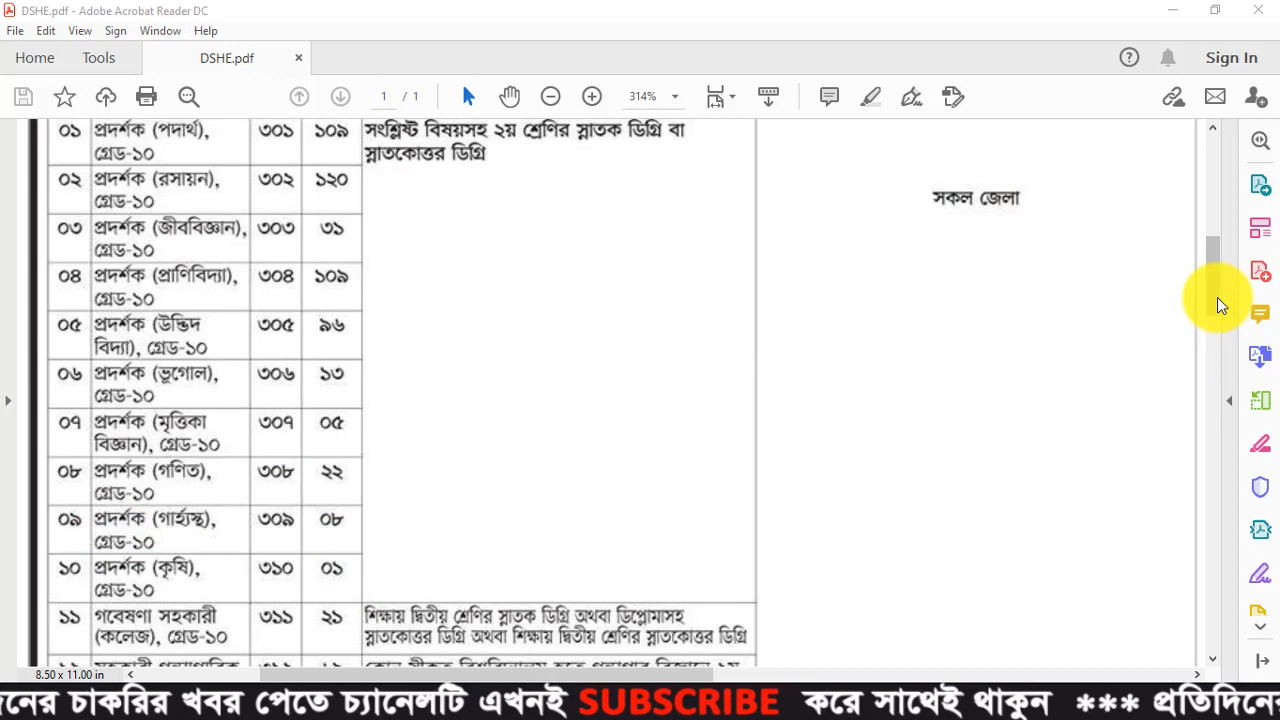 DSHE.pdf - Adobe Acrobat Reader DC
File Edit View Sign Window Help
Home Tools DSHE.pdf × Sign In
1 / 1 314%
০১ প্রদর্শক (পদার্থ), ৩০১ ১০৯ সংশ্লিষ্ট বিষয়সহ ২য় শ্রেণির স্নাতক ডিগ্রি বা
গ্রেড-১০ স্নাতকোত্তর ডিগ্রি
০২ প্রদর্শক (রসায়ন), ৩০২ ১২০
গ্রেড-১০
সকল জেলা
০৩ প্রদর্শক (জীববিজ্ঞান), ৩০৩ ৩১
গ্রেড-১০
০৪ প্রদর্শক (প্রাণিবিদ্যা), ৩০৪ ১০৯
গ্রেড-১০
০৫ প্রদর্শক (উদ্ভিদ ৩০৫ ৯৬
বিদ্যা), গ্রেড-১০
০৬ প্রদর্শক (ভূগোল), ৩০৬ ১৩
গ্রেড-১০
০৭ প্রদর্শক (মৃত্তিকা ৩০৭ ০৫
বিজ্ঞান), গ্রেড-১০
০৮ প্রদর্শক (গণিত), ৩০৮ ২২
গ্রেড-১০
০৯ প্রদর্শক (গার্হ্যস্থ), ৩০৯ ০৮
গ্রেড-১০
১০ প্রদর্শক (কৃষি), ৩১০ ০১
গ্রেড-১০
১১ গবেষণা সহকারী ৩১১ ২১ শিক্ষায় দ্বিতীয় শ্রেণির স্নাতক ডিগ্রি অথবা ডিপ্লোমাসহ
(কলেজ), গ্রেড-১০ স্নাতকোত্তর ডিগ্রি অথবা শিক্ষায় দ্বিতীয় শ্রেণির স্নাতকোত্তর ডিগ্রি
8.50 x 11.00 in
নের চাকরির খবর পেতে চ্যানেলটি এখনই SUBSCRIBE করে সাথেই থাকুন *** প্রতিদিনে